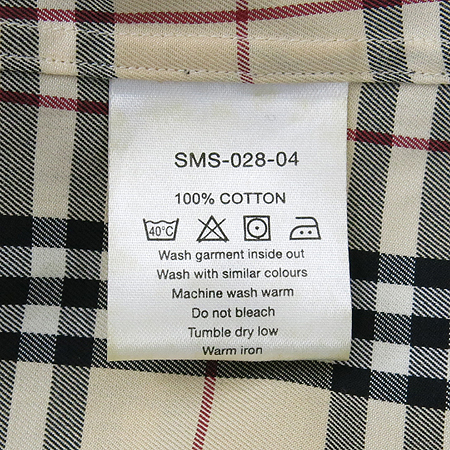 SMS-028-04
100% COTTON
40°C
Wash garment inside out
Wash with similar colours
Machine wash warm
Do not bleach
Tumble dry low
Warm iron